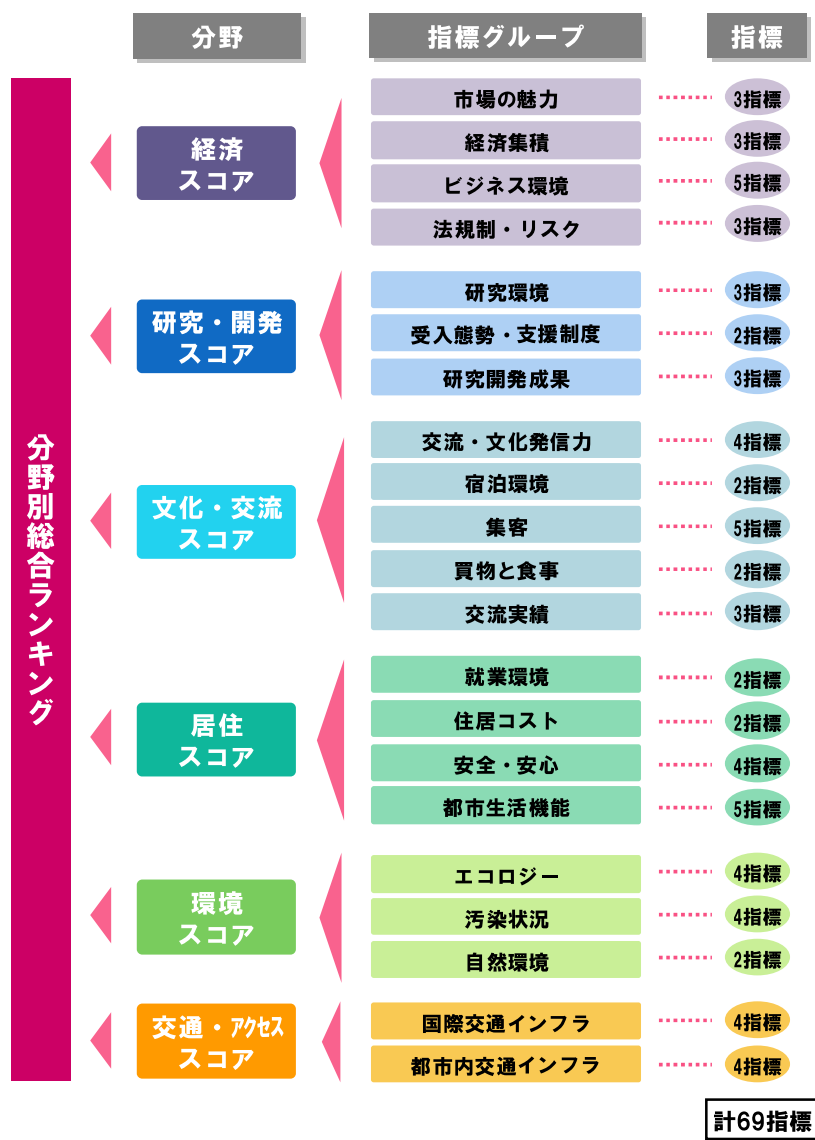 分野 指標グループ 指標
分野別総合ランキング
経済
スコア
市場の魅力 3指標
経済集積 3指標
ビジネス環境 5指標
法規制・リスク 3指標
研究・開発
スコア
研究環境 3指標
受入態勢・支援制度 2指標
研究開発成果 3指標
文化・交流
スコア
交流・文化発信力 4指標
宿泊環境 2指標
集客 5指標
買物と食事 2指標
交流実績 3指標
居住
スコア
就業環境 2指標
住居コスト 2指標
安全・安心 4指標
都市生活機能 5指標
環境
スコア
エコロジー 4指標
汚染状況 4指標
自然環境 2指標
交通・アクセス
スコア
国際交通インフラ 4指標
都市内交通インフラ 4指標
計69指標